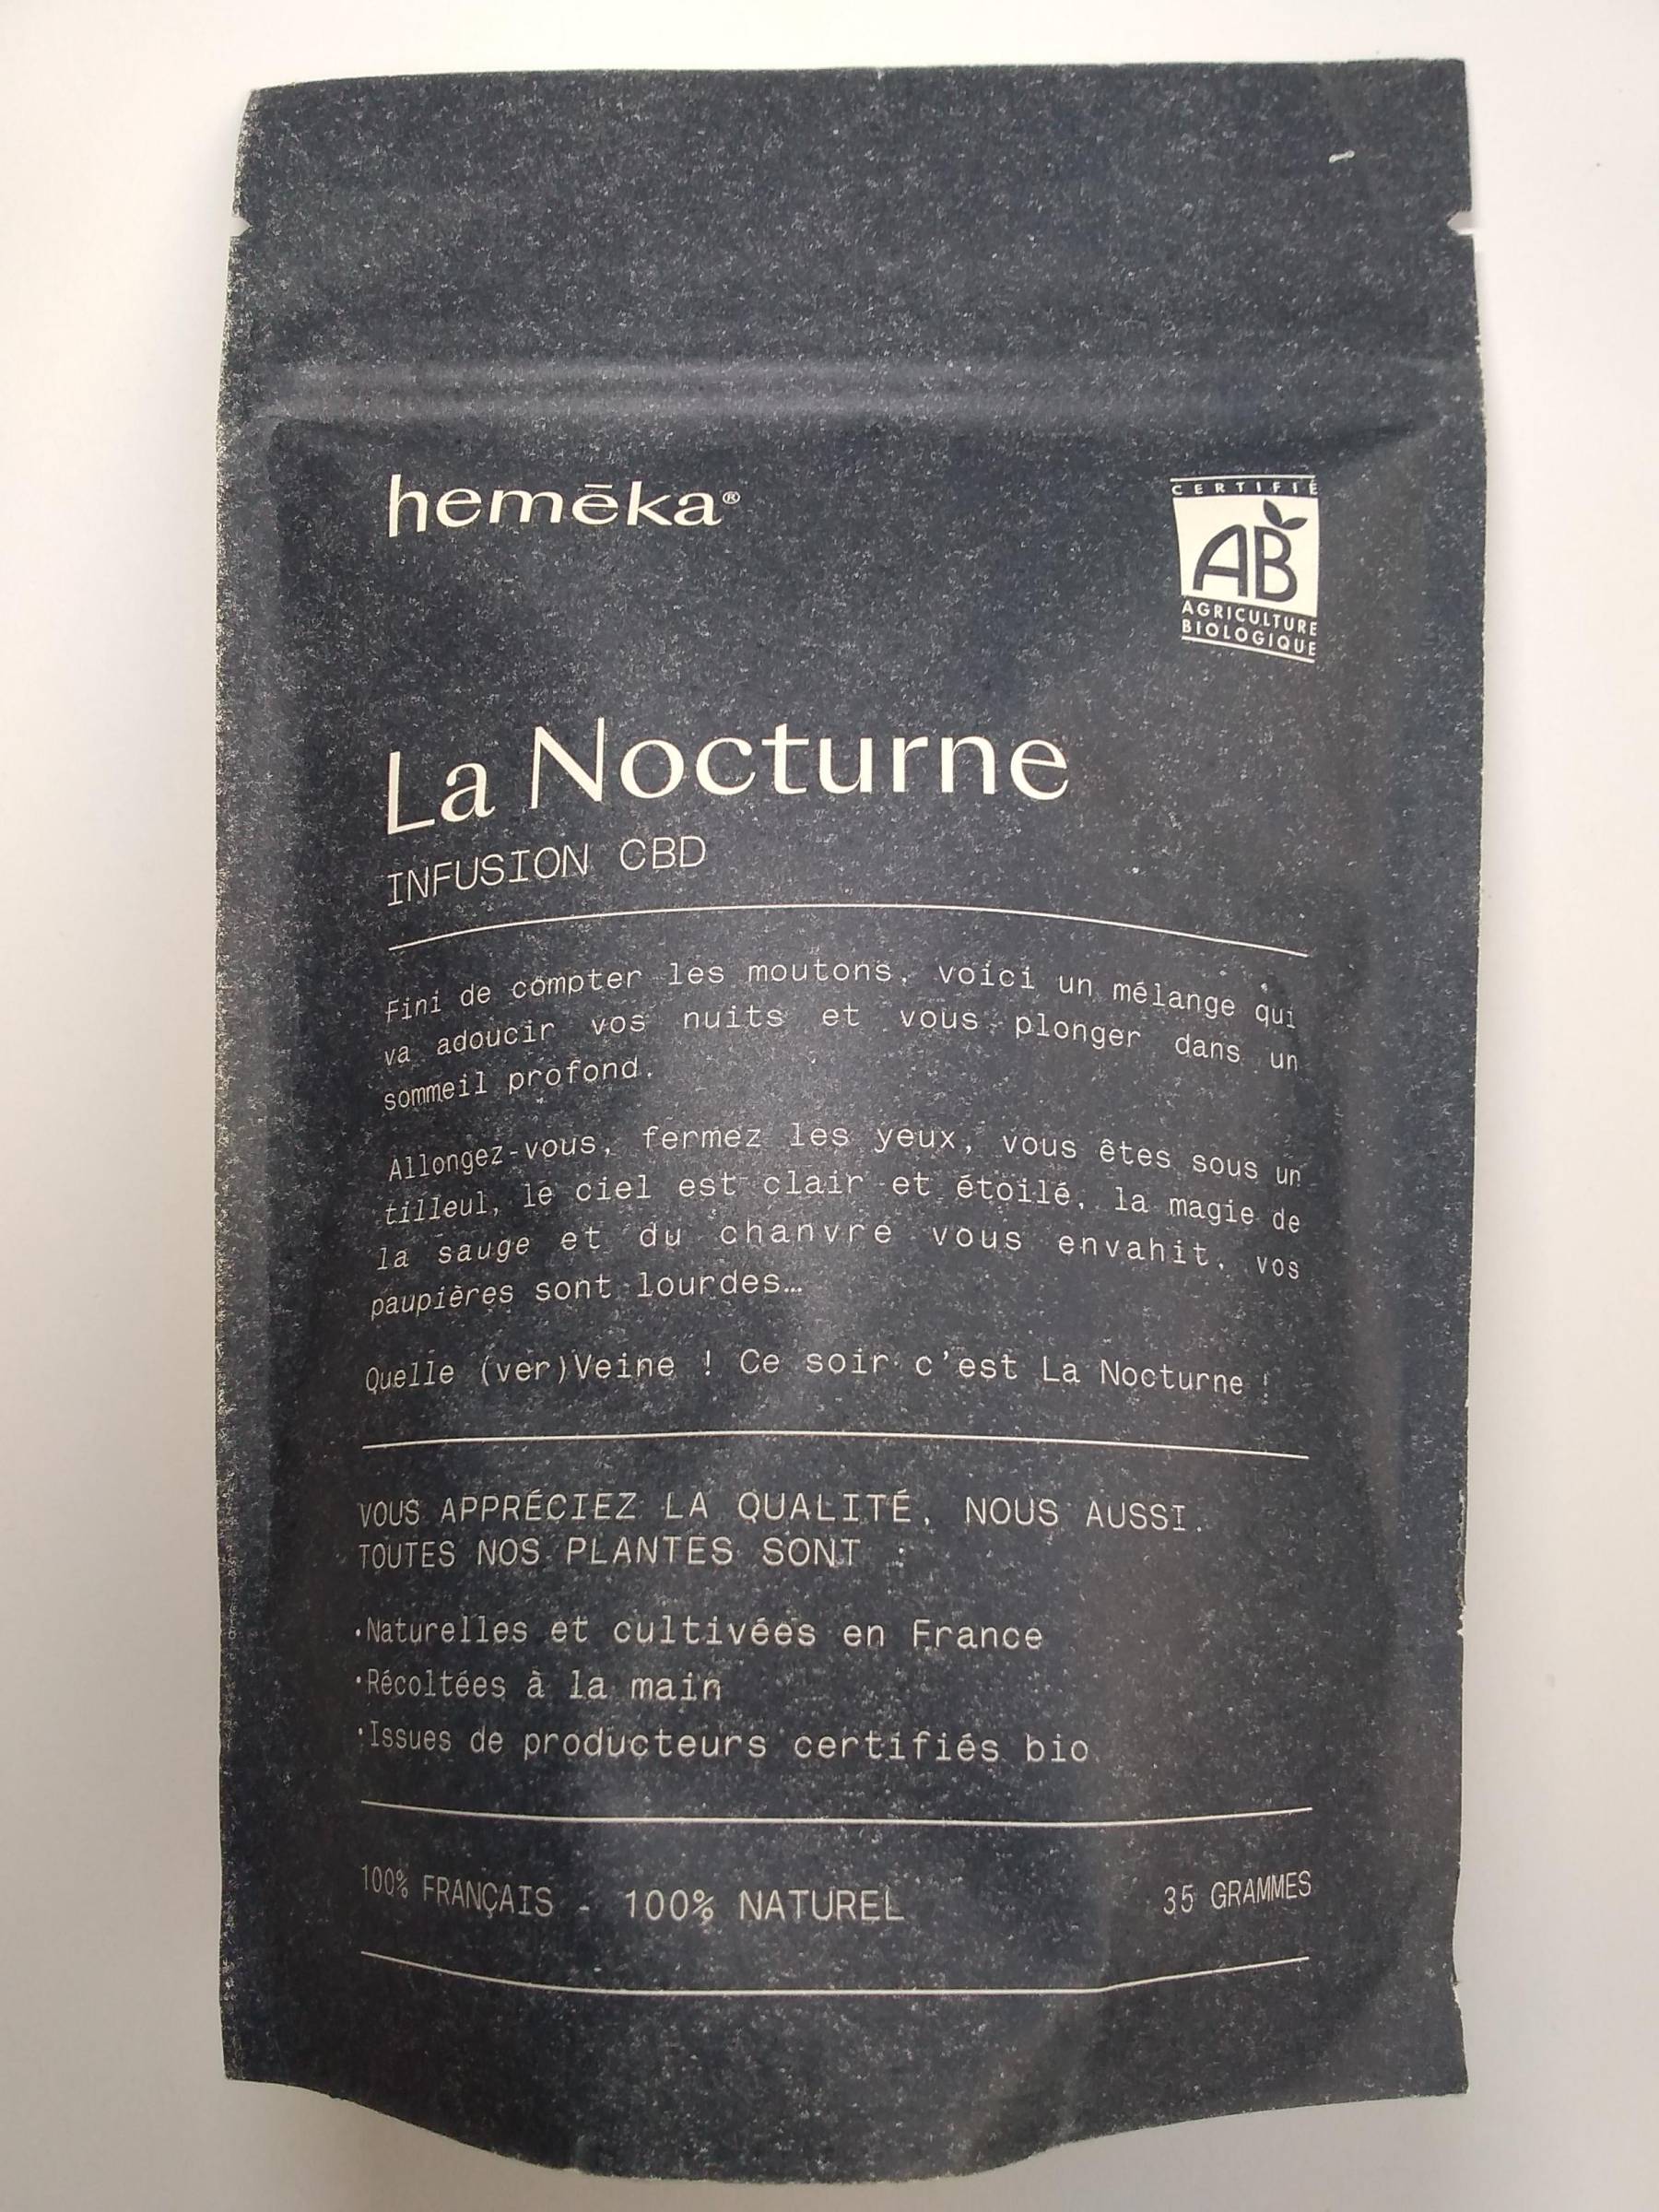 hemēka®
CERTIFIÉ
AB
AGRICULTURE
BIOLOGIQUE
La Nocturne
INFUSION CBD
Fini de compter les moutons, voici un mélange qui
va adoucir vos nuits et vous plonger dans un
sommeil profond.
Allongez-vous, fermez les yeux, vous êtes sous un
tilleul, le ciel est clair et étoilé, la magie de
la sauge et du chanvre vous envahit, vos
paupières sont lourdes…
Quelle (ver)Veine ! Ce soir c'est La Nocturne !
VOUS APPRÉCIEZ LA QUALITÉ, NOUS AUSSI.
TOUTES NOS PLANTES SONT :
·Naturelles et cultivées en France
·Récoltées à la main
·Issues de producteurs certifiés bio
100% FRANÇAIS - 100% NATUREL
35 GRAMMES